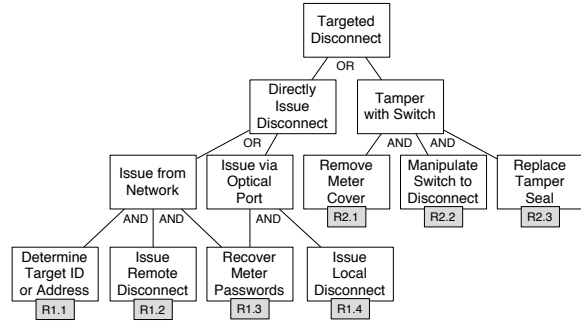 Targeted
Disconnect
OR
Directly
Issue
Disconnect
Tamper
with Switch
OR
AND AND
Issue from
Network
Issue via
Optical
Port
Remove
Meter
Cover
R2.1
Manipulate
Switch to
Disconnect
R2.2
Replace
Tamper
Seal
R2.3
AND AND
AND
Determine
Target ID
or Address
R1.1
Issue
Remote
Disconnect
R1.2
Recover
Meter
Passwords
R1.3
Issue
Local
Disconnect
R1.4